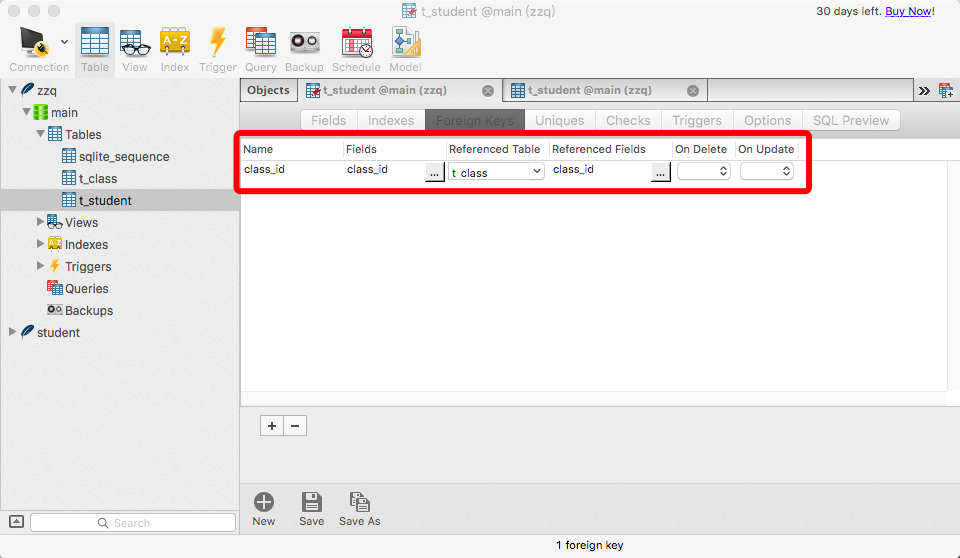 t_student @main (zzq)
30 days left. Buy Now!
Connection Table View Index Trigger Query Backup Schedule Model
zzq
main
Tables
sqlite_sequence
t_class
t_student
Views
Indexes
Triggers
Queries
Backups
student
Search
Objects t_student @main (zzq) t_student @main (zzq)
Fields Indexes Foreign Keys Uniques Checks Triggers Options SQL Preview
Name Fields Referenced Table Referenced Fields On Delete On Update
class_id class_id ... t_class class_id ...
+ −
New Save Save As
1 foreign key